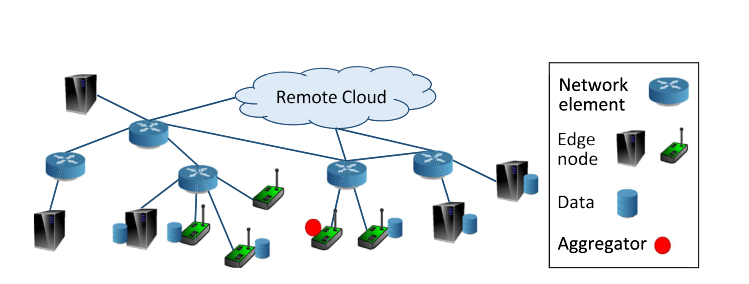 Remote Cloud
Network
element
Edge
node
Data
Aggregator